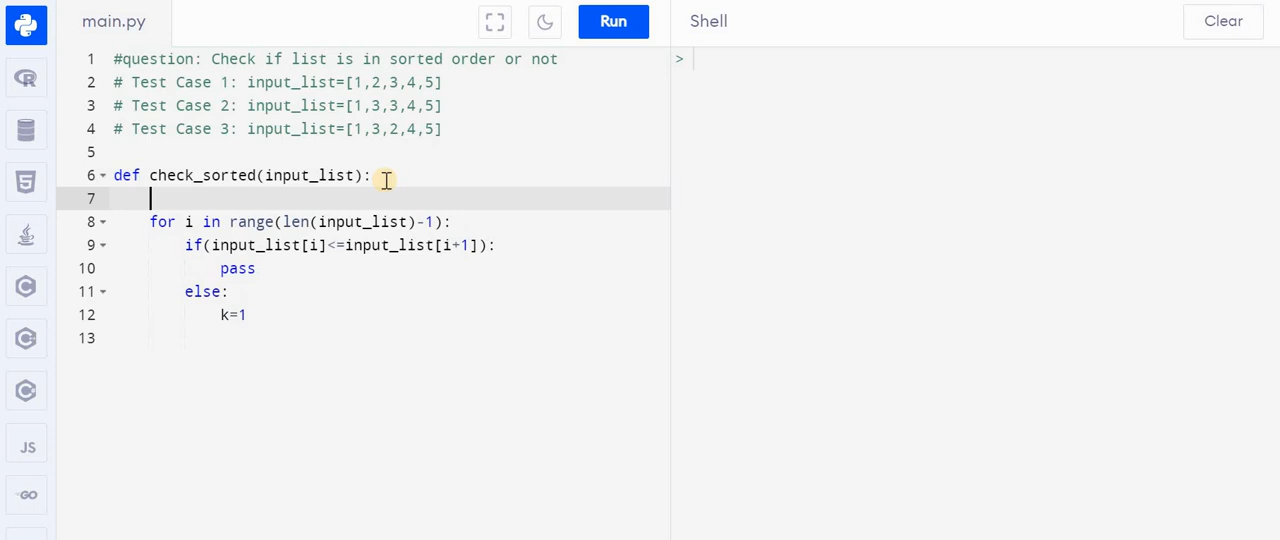 main.py
Run
Shell
Clear
1 #question: Check if list is in sorted order or not
2 # Test Case 1: input_list=[1,2,3,4,5]
3 # Test Case 2: input_list=[1,3,3,4,5]
4 # Test Case 3: input_list=[1,3,2,4,5]
5
6 def check_sorted(input_list):
7
8 for i in range(len(input_list)-1):
9 if(input_list[i]<=input_list[i+1]):
10 pass
11 else:
12 k=1
13
>
R
5
C
C
C
JS
GO